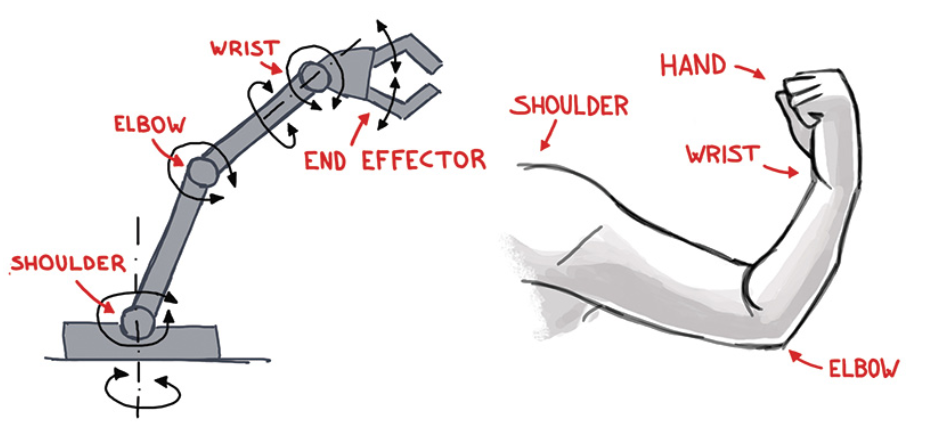 WRIST
ELBOW
END EFFECTOR
SHOULDER
HAND
SHOULDER
WRIST
ELBOW